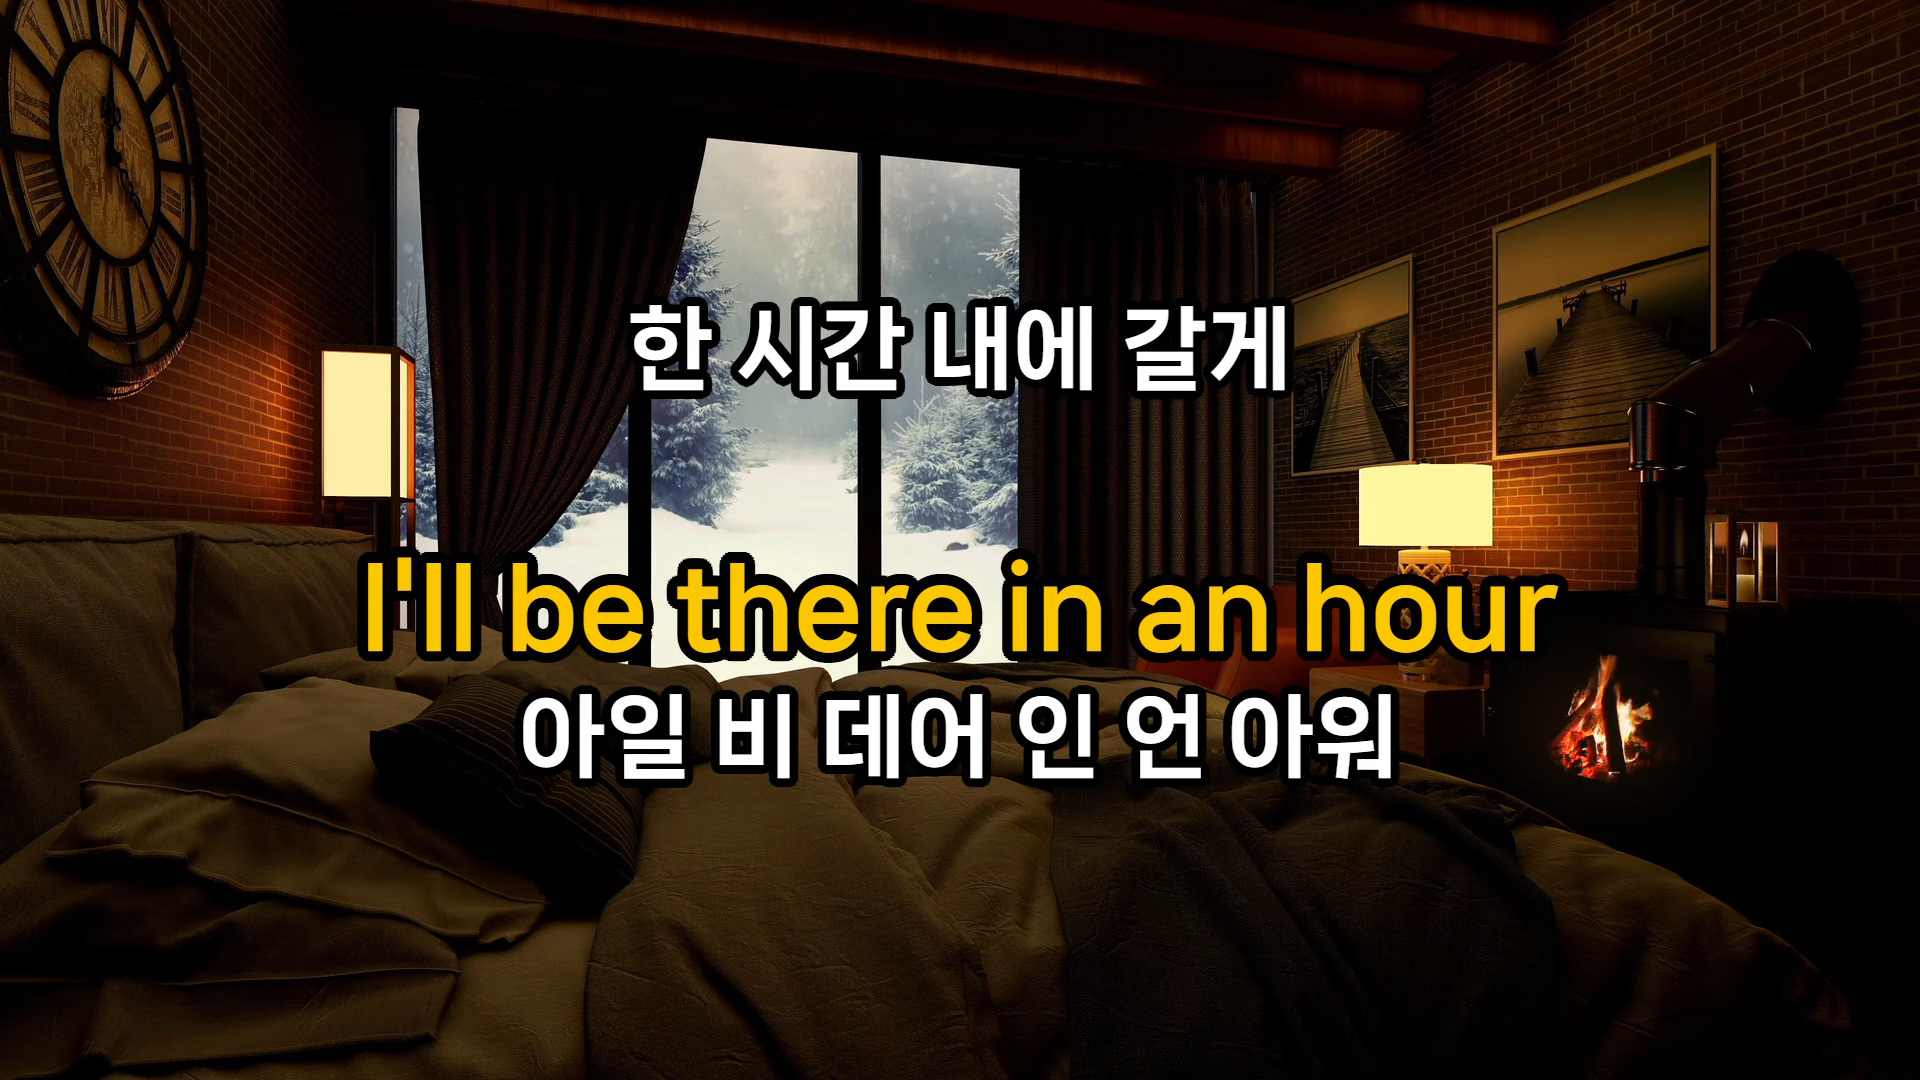 한 시간 내에 갈게
I'll be there in an hour
아일 비 데어 인 언 아워